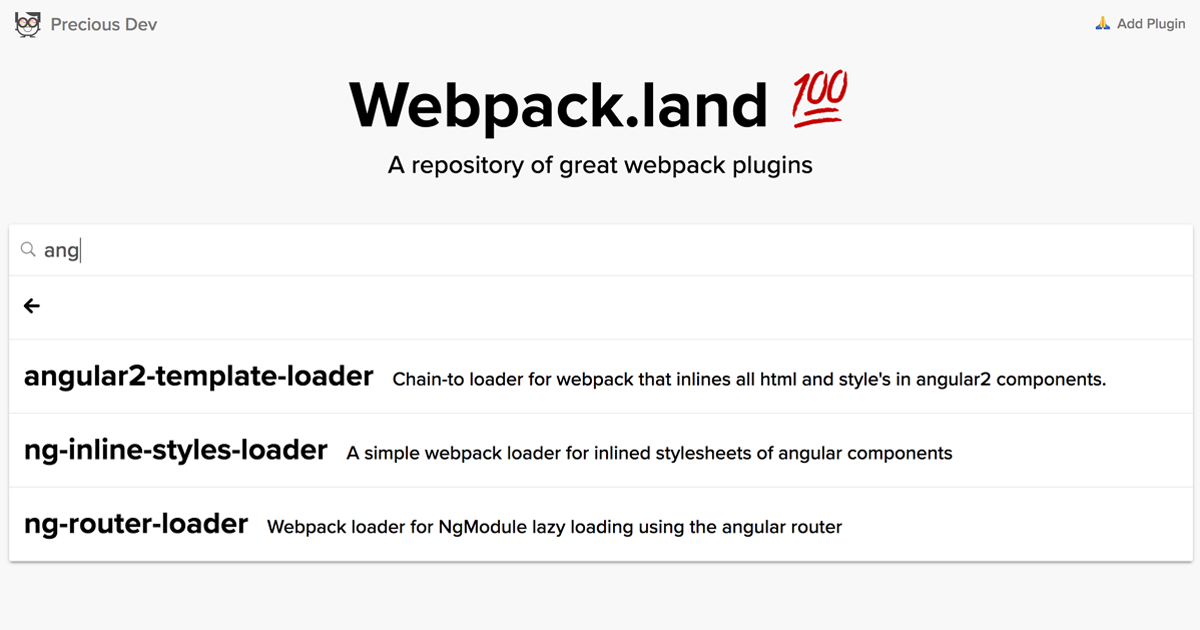 Precious Dev
🙏 Add Plugin
Webpack.land 💯
A repository of great webpack plugins
ang
←
angular2-template-loader Chain-to loader for webpack that inlines all html and style's in angular2 components.
ng-inline-styles-loader A simple webpack loader for inlined stylesheets of angular components
ng-router-loader Webpack loader for NgModule lazy loading using the angular router